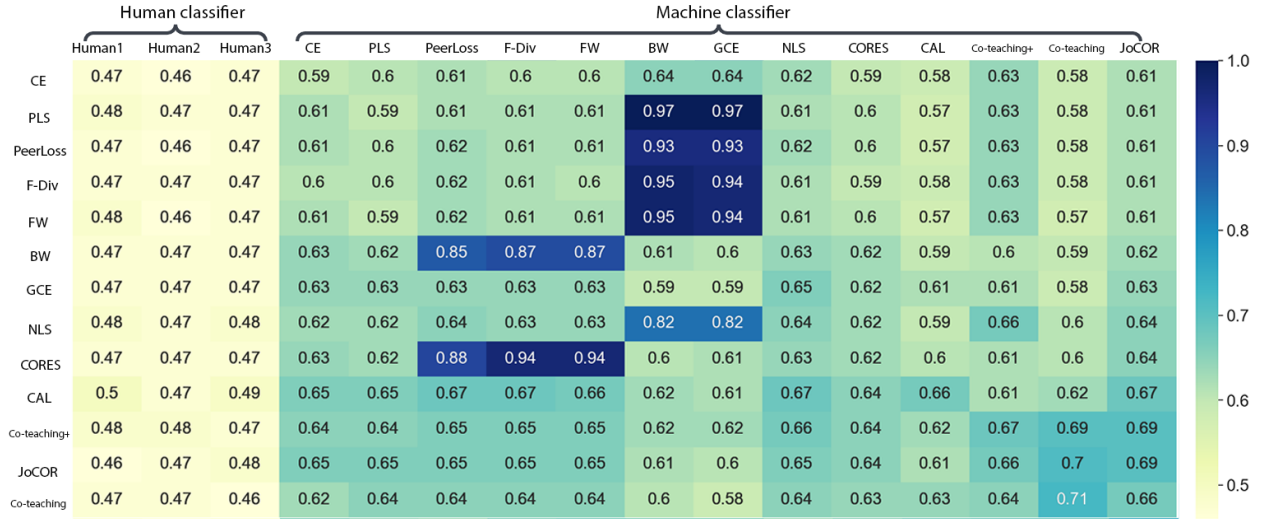 Human classifier Machine classifier
Human1 Human2 Human3 CE PLS PeerLoss F-Div FW BW GCE NLS CORES CAL Co-teaching+ Co-teaching JoCOR
CE 0.47 0.46 0.47 0.59 0.6 0.61 0.6 0.6 0.64 0.64 0.62 0.59 0.58 0.63 0.58 0.61 1.0
PLS 0.48 0.47 0.47 0.61 0.59 0.61 0.61 0.61 0.97 0.97 0.61 0.6 0.57 0.63 0.58 0.61
PeerLoss 0.47 0.46 0.47 0.61 0.6 0.62 0.61 0.61 0.93 0.93 0.62 0.6 0.57 0.63 0.58 0.61 0.9
F-Div 0.47 0.47 0.47 0.6 0.6 0.62 0.61 0.6 0.95 0.94 0.61 0.59 0.58 0.63 0.58 0.61
FW 0.48 0.46 0.47 0.61 0.59 0.62 0.61 0.61 0.95 0.94 0.61 0.6 0.57 0.63 0.57 0.61 0.8
BW 0.47 0.47 0.47 0.63 0.62 0.85 0.87 0.87 0.61 0.6 0.63 0.62 0.59 0.6 0.59 0.62
GCE 0.47 0.47 0.47 0.63 0.63 0.63 0.63 0.63 0.59 0.59 0.65 0.62 0.61 0.61 0.58 0.63
NLS 0.48 0.47 0.48 0.62 0.62 0.64 0.63 0.63 0.82 0.82 0.64 0.62 0.59 0.66 0.6 0.64 0.7
CORES 0.47 0.47 0.47 0.63 0.62 0.88 0.94 0.94 0.6 0.61 0.63 0.62 0.6 0.61 0.6 0.64
CAL 0.5 0.47 0.49 0.65 0.65 0.67 0.67 0.66 0.62 0.61 0.67 0.64 0.66 0.61 0.62 0.67 0.6
Co-teaching+ 0.48 0.48 0.47 0.64 0.64 0.65 0.65 0.65 0.62 0.62 0.66 0.64 0.62 0.67 0.69 0.69
JoCOR 0.46 0.47 0.48 0.65 0.65 0.65 0.65 0.65 0.61 0.6 0.65 0.64 0.61 0.66 0.7 0.69
Co-teaching 0.47 0.47 0.46 0.62 0.64 0.64 0.64 0.64 0.6 0.58 0.64 0.63 0.63 0.64 0.71 0.66 0.5